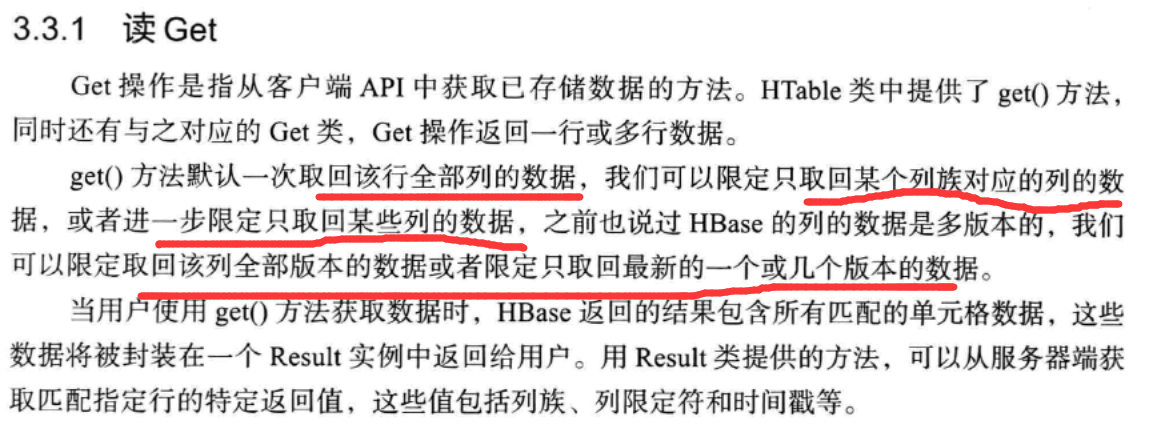 3.3.1 读 Get
Get 操作是指从客户端 API 中获取已存储数据的方法。HTable 类中提供了 get() 方法，
同时还有与之对应的 Get 类，Get 操作返回一行或多行数据。
get() 方法默认一次取回该行全部列的数据，我们可以限定只取回某个列族对应的列的数
据，或者进一步限定只取回某些列的数据，之前也说过 HBase 的列的数据是多版本的，我们
可以限定取回该列全部版本的数据或者限定只取回最新的一个或几个版本的数据。
当用户使用 get() 方法获取数据时，HBase 返回的结果包含所有匹配的单元格数据，这些
数据将被封装在一个 Result 实例中返回给用户。用 Result 类提供的方法，可以从服务器端获
取匹配指定行的特定返回值，这些值包括列族、列限定符和时间戳等。